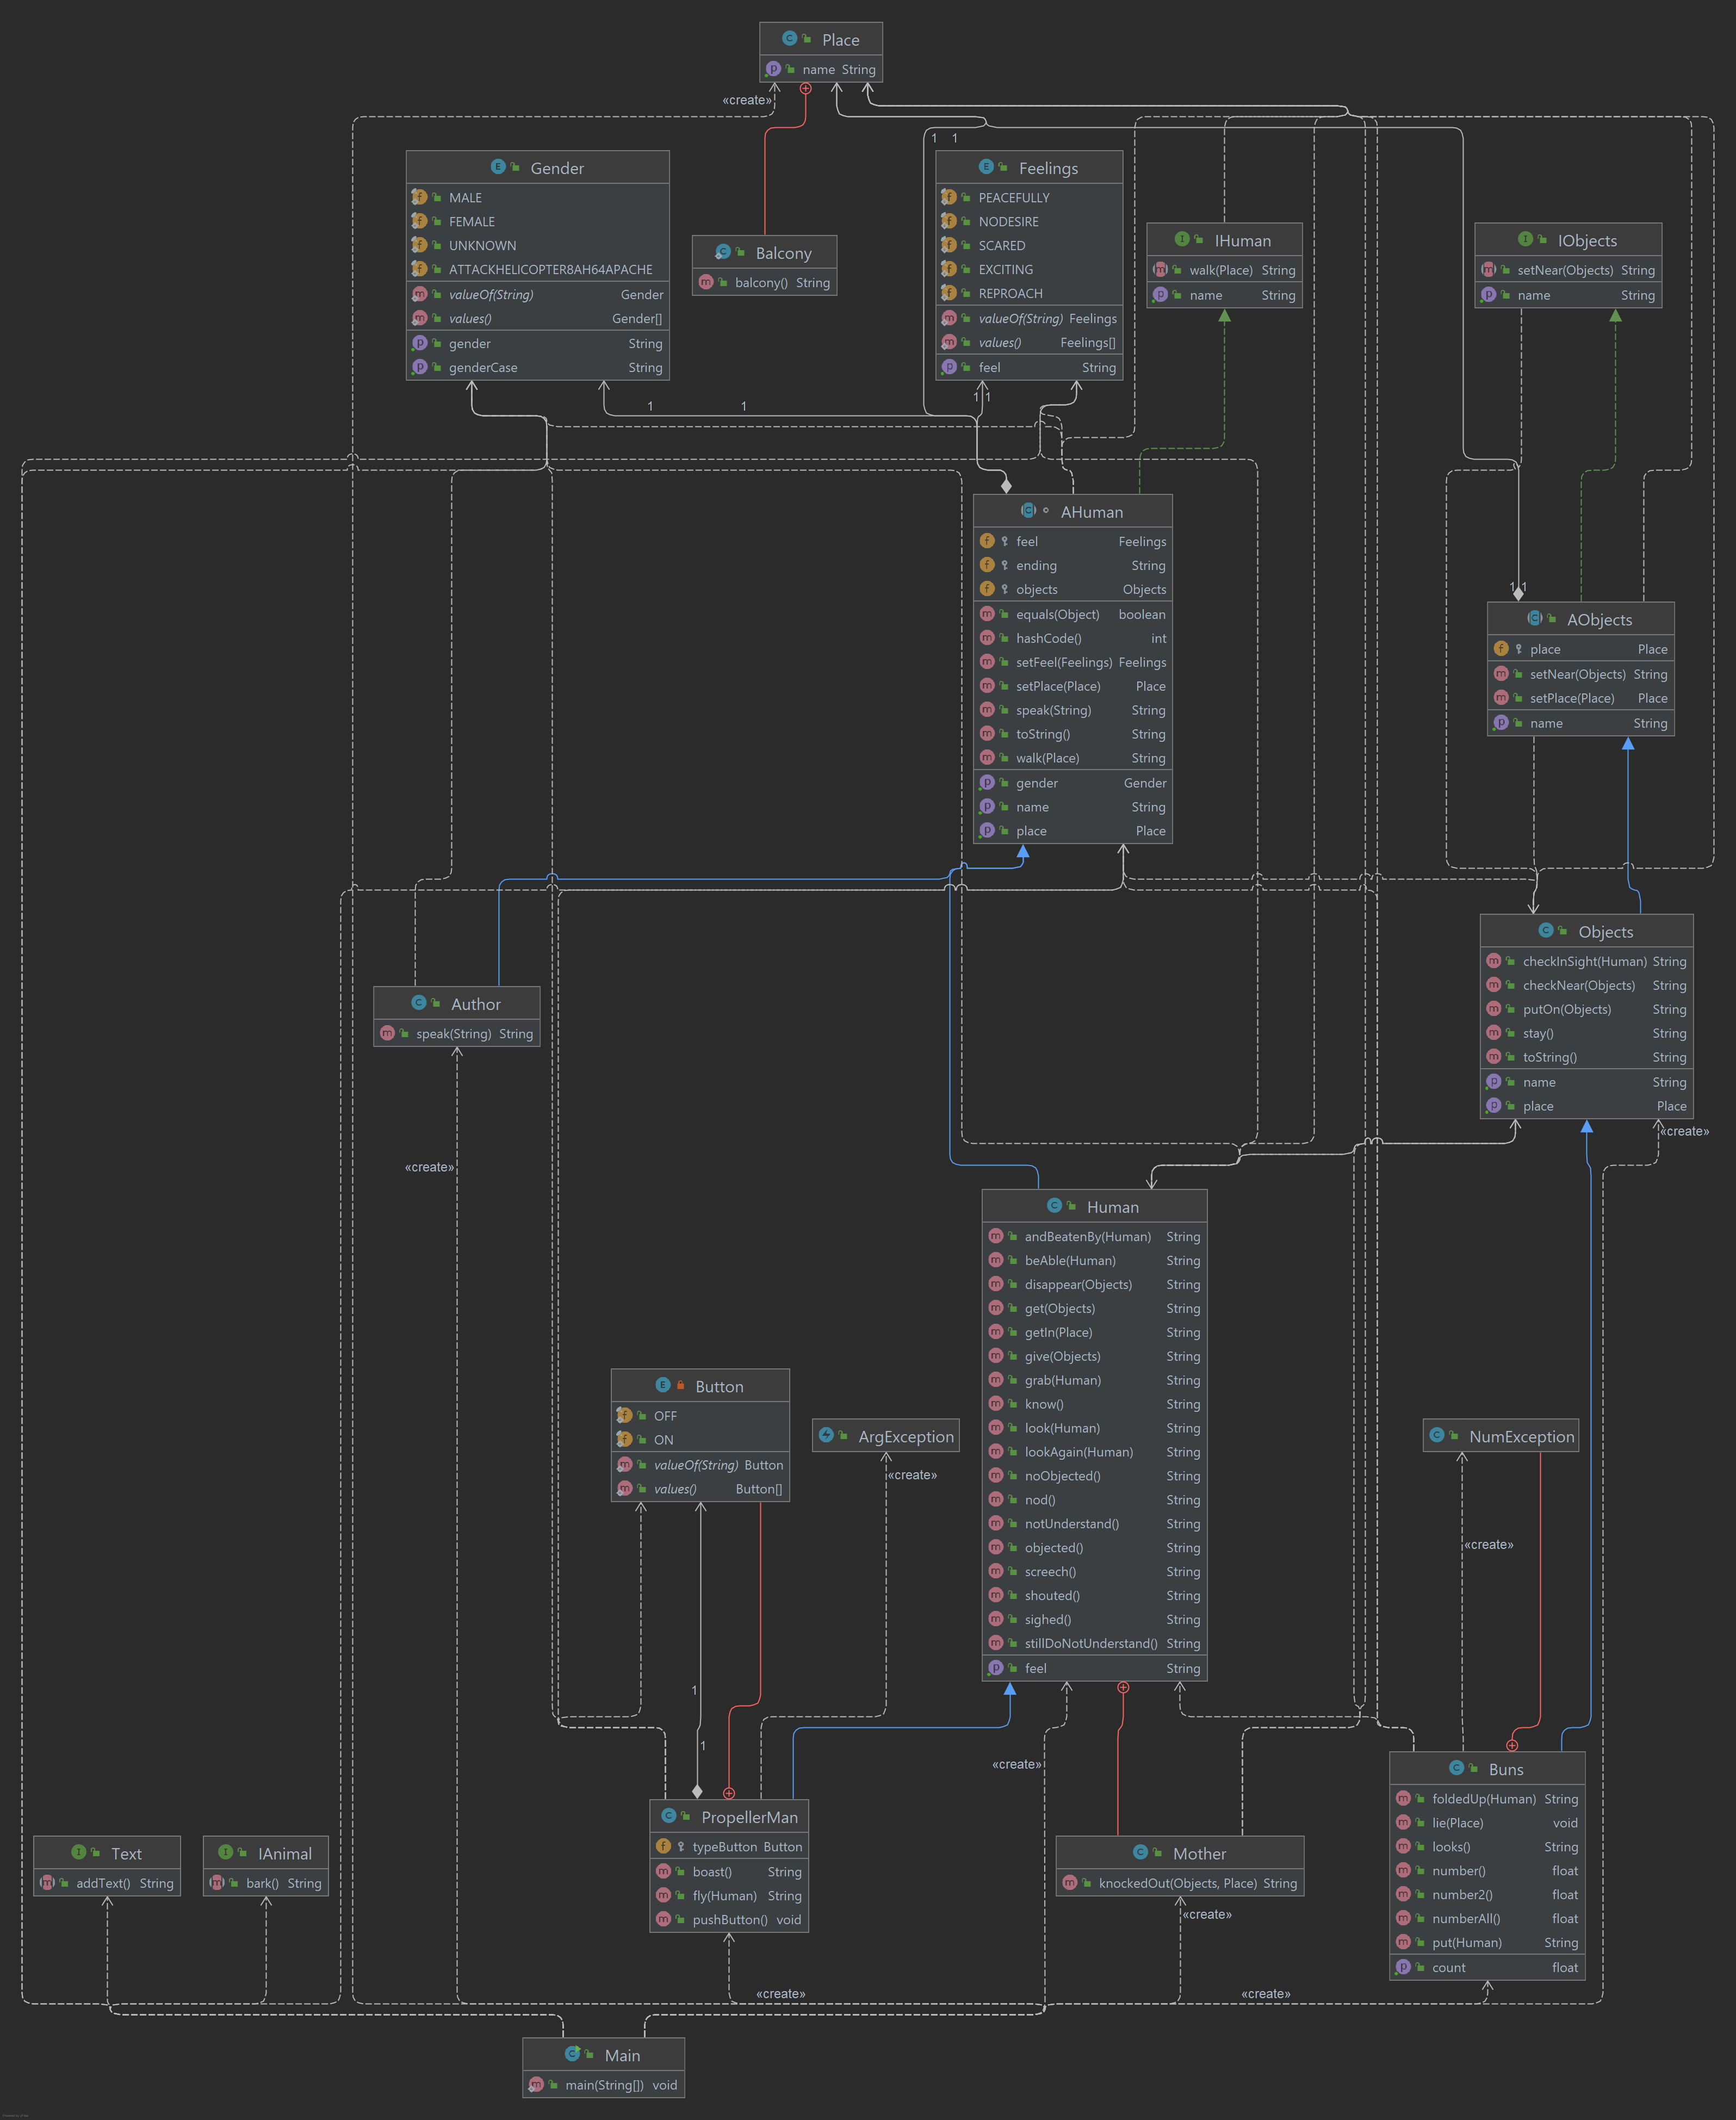 Place
name String
«create»
1 1
Gender
MALE
FEMALE
UNKNOWN
ATTACKHELICOPTER8AH64APACHE
valueOf(String) Gender
values() Gender[]
gender String
genderCase String
Balcony
balcony() String
Feelings
PEACEFULLY
NODESIRE
SCARED
EXCITING
REPROACH
valueOf(String) Feelings
values() Feelings[]
feel String
IHuman
walk(Place) String
name String
IObjects
setNear(Objects) String
name String
1 1
1 1
AHuman
feel Feelings
ending String
objects Objects
equals(Object) boolean
hashCode() int
setFeel(Feelings) Feelings
setPlace(Place) Place
speak(String) String
toString() String
walk(Place) String
gender Gender
name String
place Place
1 1
AObjects
place Place
setNear(Objects) String
setPlace(Place) Place
name String
Objects
checkInSight(Human) String
checkNear(Objects) String
putOn(Objects) String
stay() String
toString() String
name String
place Place
«create»
Author
speak(String) String
«create»
Human
andBeatenBy(Human) String
beAble(Human) String
disappear(Objects) String
get(Objects) String
getIn(Place) String
give(Objects) String
grab(Human) String
know() String
look(Human) String
lookAgain(Human) String
noObjected() String
nod() String
notUnderstand() String
objected() String
screech() String
shouted() String
sighed() String
stillDoNotUnderstand() String
feel String
Button
OFF
ON
valueOf(String) Button
values() Button[]
ArgException
«create»
NumException
«create»
1
1
«create»
PropellerMan
typeButton Button
boast() String
fly(Human) String
pushButton() void
Buns
foldedUp(Human) String
lie(Place) void
looks() String
number() float
number2() float
numberAll() float
put(Human) String
count float
Text
addText() String
IAnimal
bark() String
Mother
knockedOut(Objects, Place) String
«create»
«create»
«create»
Main
main(String[]) void